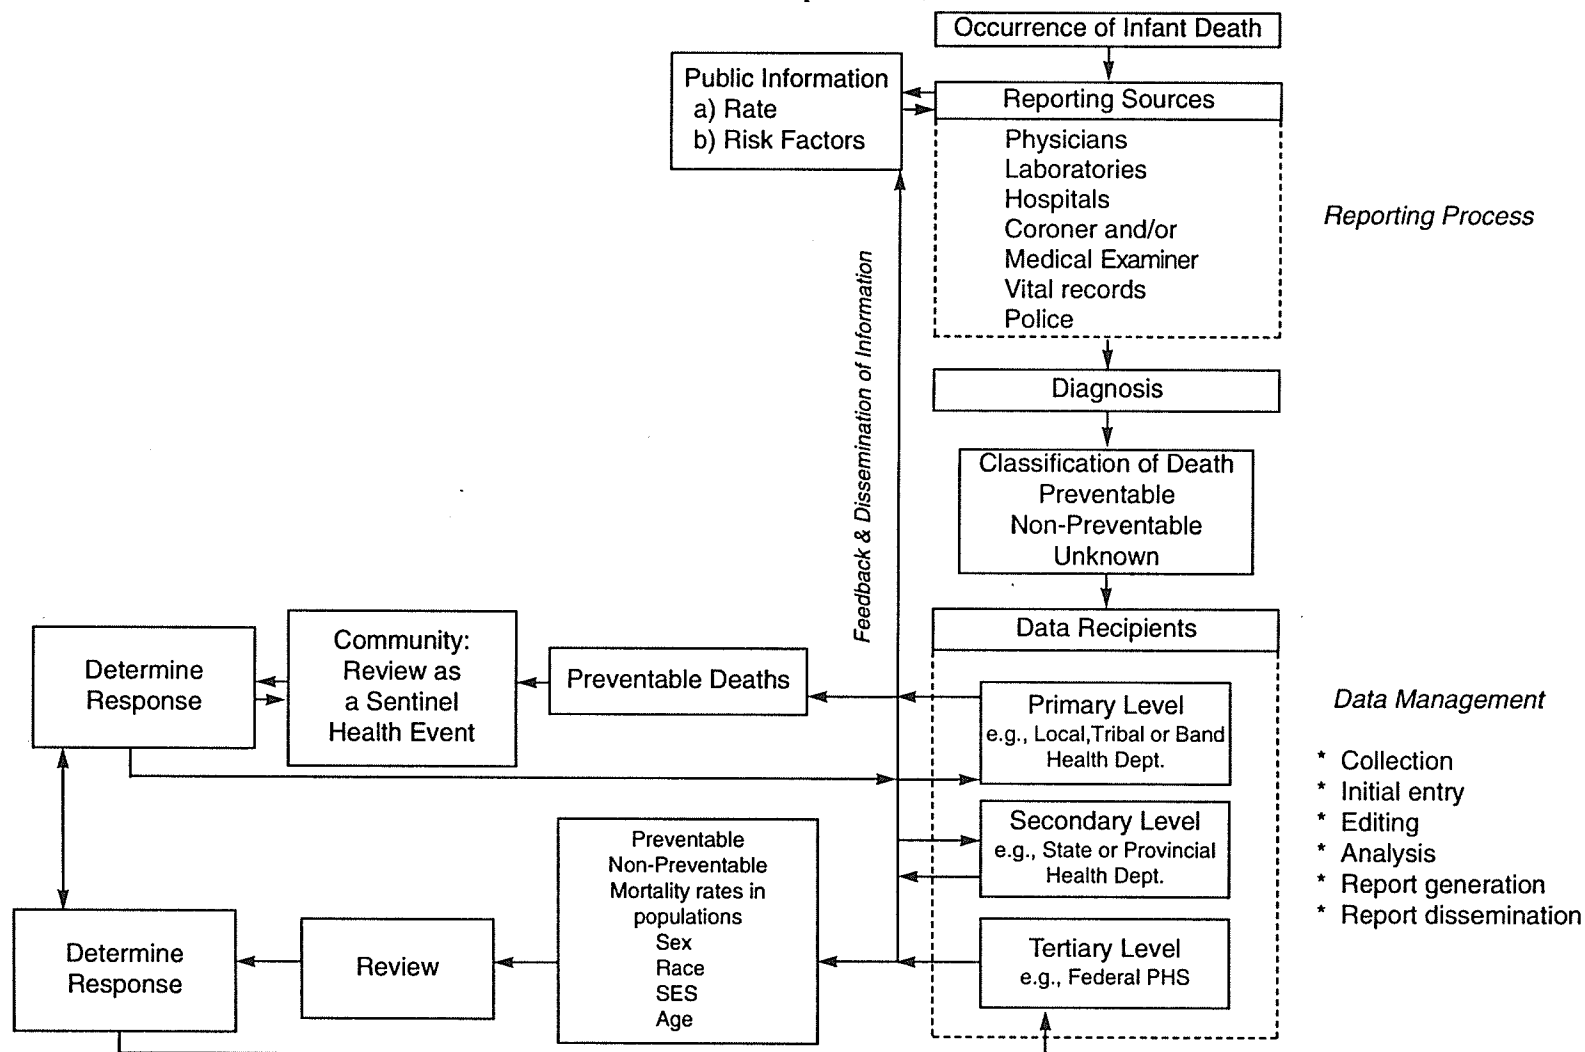 Occurrence of Infant Death
Public Information
a) Rate
b) Risk Factors
Reporting Sources
Physicians
Laboratories
Hospitals
Coroner and/or
Medical Examiner
Vital records
Police
Reporting Process
Feedback & Dissemination of Information
Diagnosis
Classification of Death
Preventable
Non-Preventable
Unknown
Data Recipients
Determine
Response
Community:
Review as
a Sentinel
Health Event
Preventable Deaths
Primary Level
e.g., Local,Tribal or Band
Health Dept.
Data Management
* Collection
* Initial entry
* Editing
* Analysis
* Report generation
* Report dissemination
Secondary Level
e.g., State or Provincial
Health Dept.
Tertiary Level
e.g., Federal PHS
Preventable
Non-Preventable
Mortality rates in
populations
Sex
Race
SES
Age
Review
Determine
Response